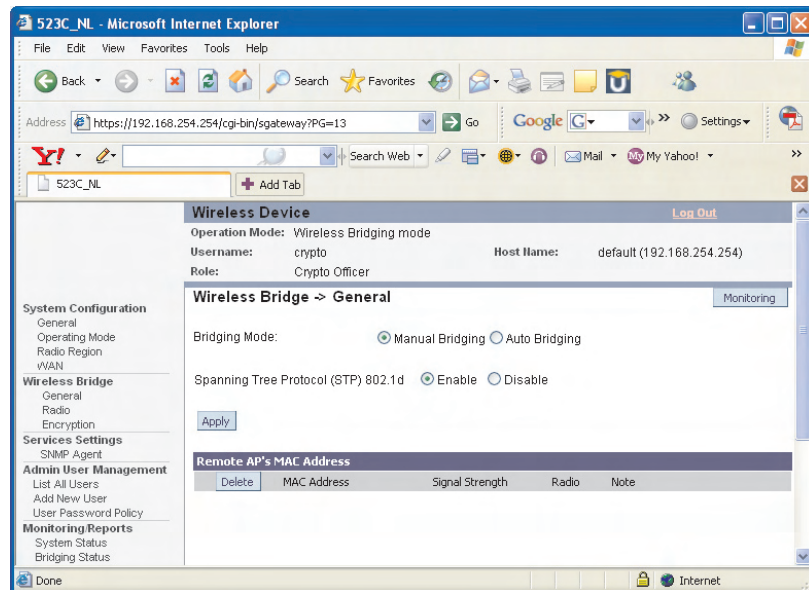 523C_NL - Microsoft Internet Explorer
File Edit View Favorites Tools Help
Back Search Favorites
Address https://192.168.254.254/cgi-bin/sgateway?PG=13 Go Google G Settings
Y! Search Web Mail My Yahoo!
523C_NL Add Tab
Wireless Device Log Out
Operation Mode: Wireless Bridging mode
Username: crypto Host Name: default (192.168.254.254)
Role: Crypto Officer
Wireless Bridge -> General Monitoring
System Configuration
General
Operating Mode
Radio Region
WAN
Wireless Bridge
General
Radio
Encryption
Services Settings
SNMP Agent
Admin User Management
List All Users
Add New User
User Password Policy
Monitoring/Reports
System Status
Bridging Status
Bridging Mode: Manual Bridging Auto Bridging
Spanning Tree Protocol (STP) 802.1d Enable Disable
Apply
Remote AP's MAC Address
Delete MAC Address Signal Strength Radio Note
Done Internet